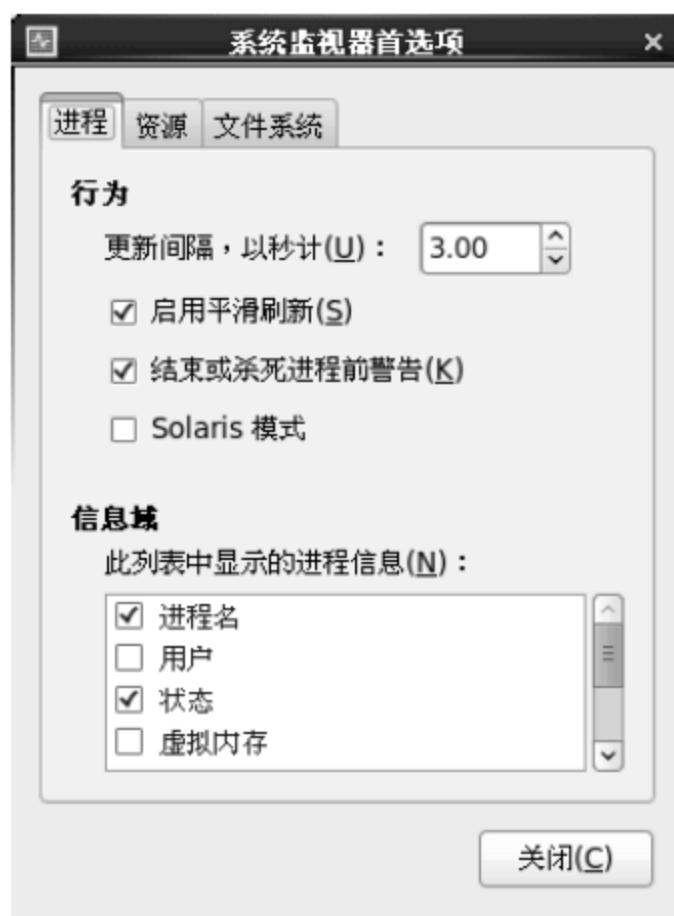 系统监视器首选项
进程 资源 文件系统
行为
更新间隔，以秒计(U)： 3.00
启用平滑刷新(S)
结束或杀死进程前警告(K)
Solaris 模式
信息域
此列表中显示的进程信息(N)：
进程名
用户
状态
虚拟内存
关闭(C)